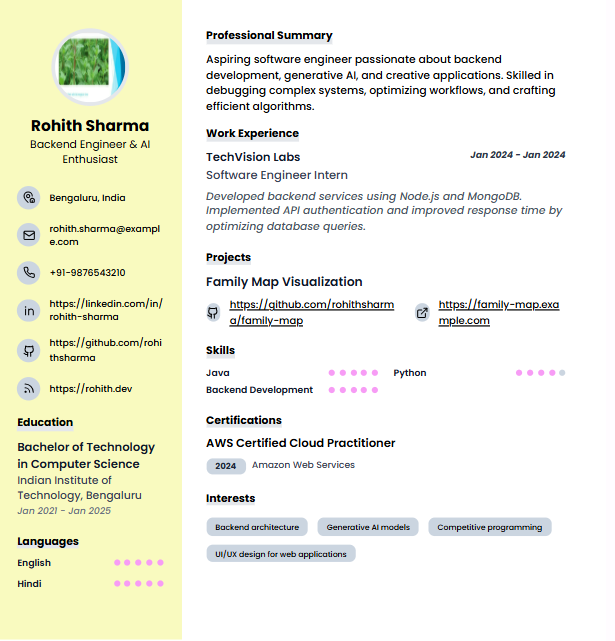 Rohith Sharma
Backend Engineer & AI
Enthusiast
Bengaluru, India
rohith.sharma@exampl
e.com
+91-9876543210
https://linkedin.com/in/
rohith-sharma
https://github.com/rohi
thsharma
https://rohith.dev
Education
Bachelor of Technology
in Computer Science
Indian Institute of
Technology, Bengaluru
Jan 2021 - Jan 2025
Languages
English
Hindi
Professional Summary
Aspiring software engineer passionate about backend
development, generative AI, and creative applications. Skilled in
debugging complex systems, optimizing workflows, and crafting
efficient algorithms.
Work Experience
TechVision Labs
Jan 2024 - Jan 2024
Software Engineer Intern
Developed backend services using Node.js and MongoDB.
Implemented API authentication and improved response time by
optimizing database queries.
Projects
Family Map Visualization
https://github.com/rohithsharm
a/family-map
https://family-map.exa
mple.com
Skills
Java
Python
Backend Development
Certifications
AWS Certified Cloud Practitioner
2024 Amazon Web Services
Interests
Backend architecture
Generative AI models
Competitive programming
UI/UX design for web applications